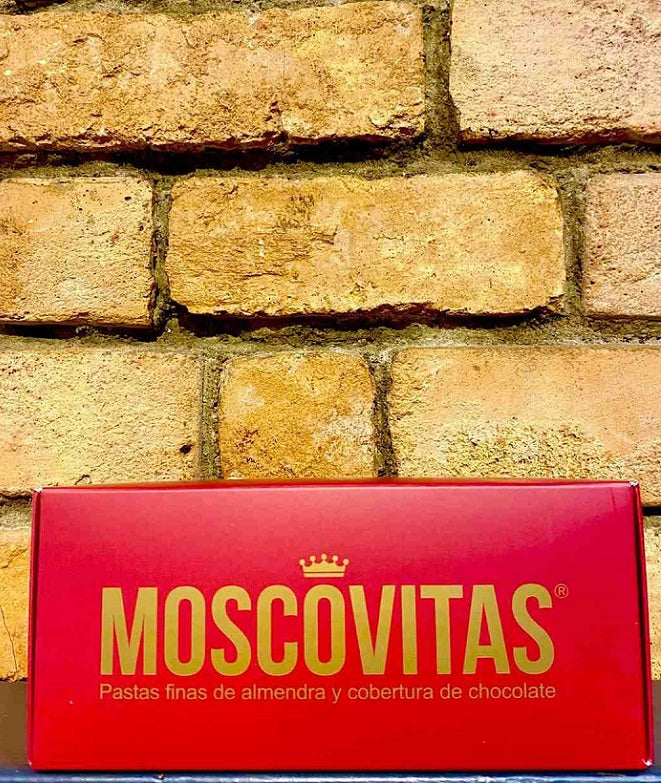 MOSCOVITAS®
Pastas finas de almendra y cobertura de chocolate